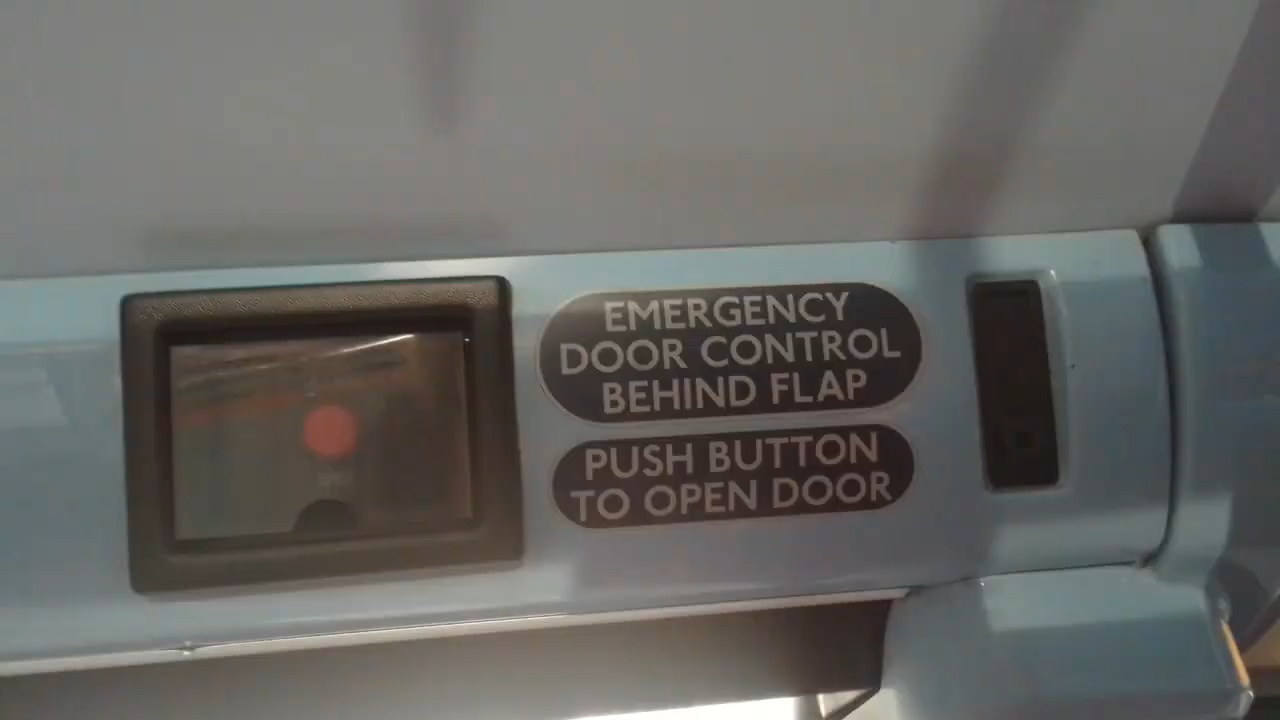 EMERGENCY
DOOR CONTROL
BEHIND FLAP
PUSH BUTTON
TO OPEN DOOR